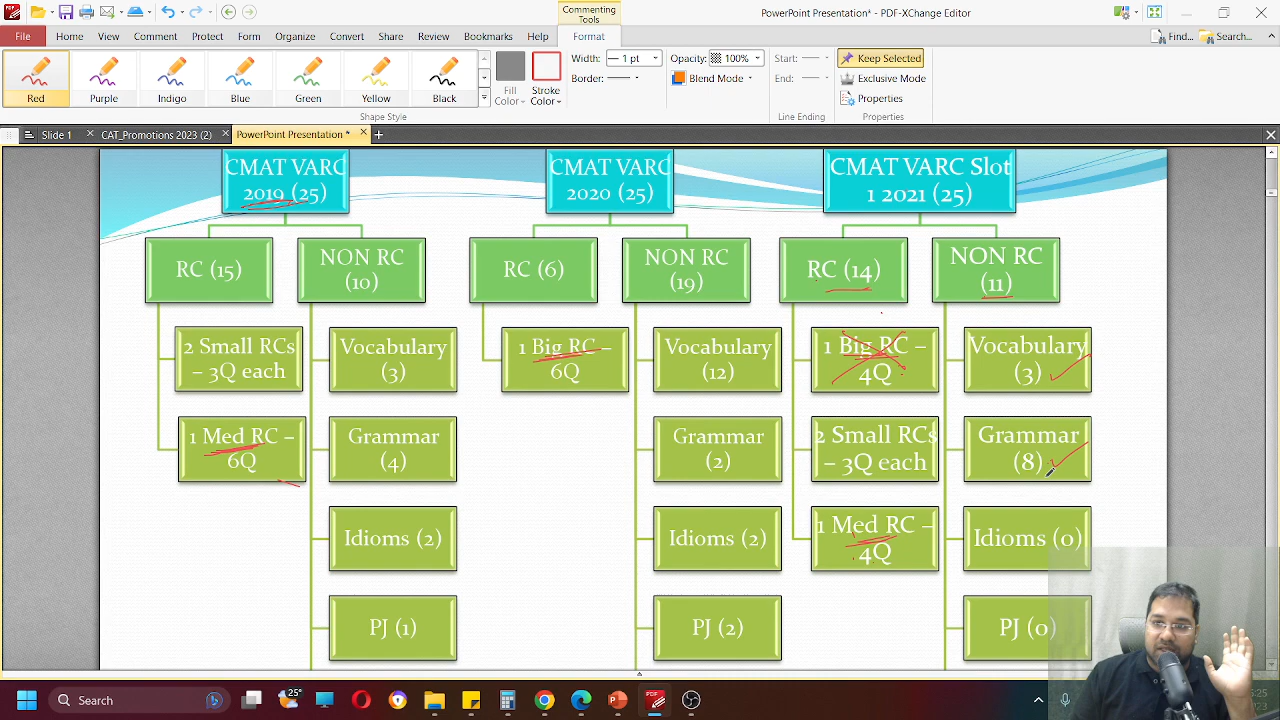 Commenting Tools
PowerPoint Presentation* - PDF-XChange Editor
File Home View Comment Protect Form Organize Convert Share Review Bookmarks Help Format
Find... Search...
Red Purple Indigo Blue Green Yellow Black
Fill Color Stroke Color
Width: 1 pt
Border:
Opacity: 100%
Blend Mode
Start:
End:
Keep Selected
Exclusive Mode
Properties
Shape Style Line Ending Properties
Slide 1 CAT_Promotions 2023 (2) PowerPoint Presentation *
CMAT VARC 2019 (25)
RC (15)
2 Small RCs – 3Q each
1 Med RC – 6Q
NON RC (10)
Vocabulary (3)
Grammar (4)
Idioms (2)
PJ (1)
CMAT VARC 2020 (25)
RC (6)
1 Big RC – 6Q
NON RC (19)
Vocabulary (12)
Grammar (2)
Idioms (2)
PJ (2)
CMAT VARC Slot 1 2021 (25)
RC (14)
1 Big RC – 4Q
2 Small RCs – 3Q each
1 Med RC – 4Q
NON RC (11)
Vocabulary (3)
Grammar (8)
Idioms (0)
PJ (0)
Search
25°
PDF